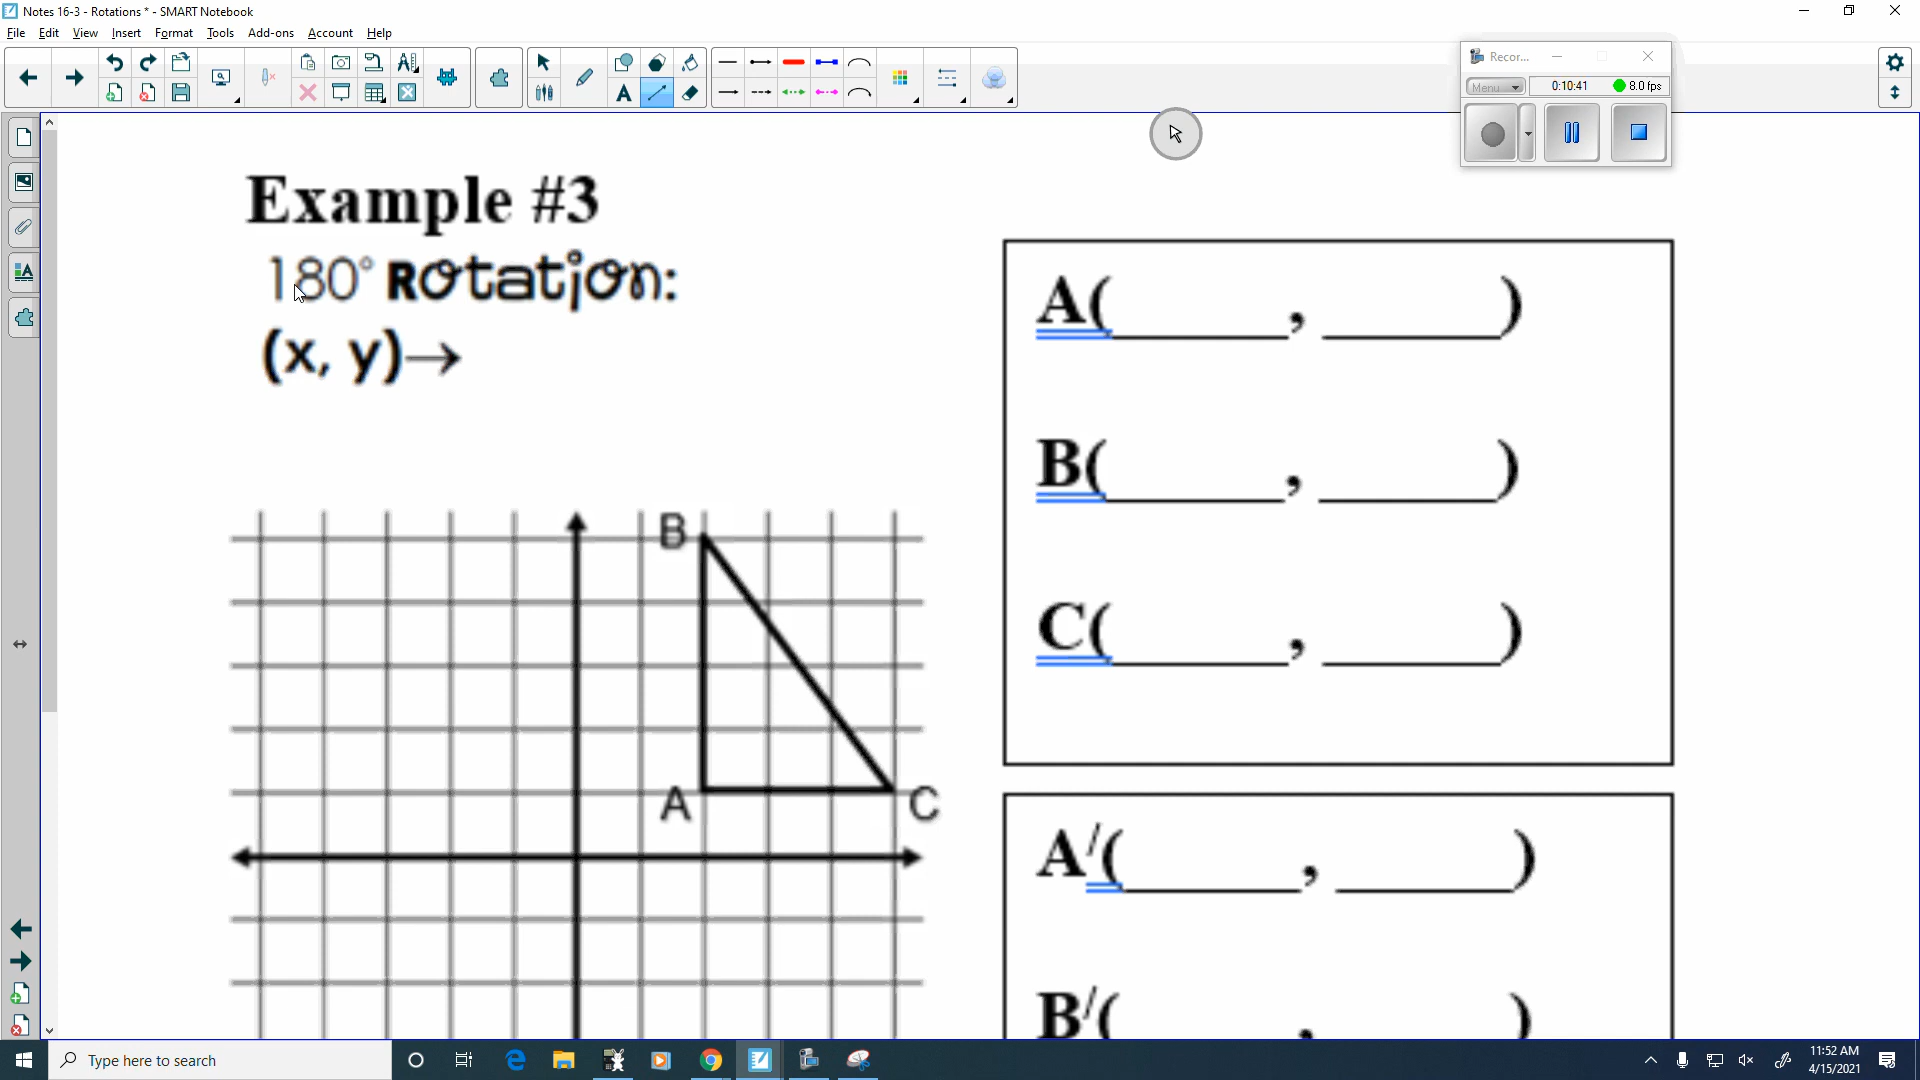 Notes 16-3 - Rotations * - SMART Notebook
File Edit View Insert Format Tools Add-ons Account Help
Recor...
Menu 0:10:41 8.0 fps
Example #3
180° Rotation:
(x, y)→
A(______, ______)
B(______, ______)
C(______, ______)
B
A
C
A/(______, ______)
B/(______, ______)
Type here to search
11:52 AM
4/15/2021